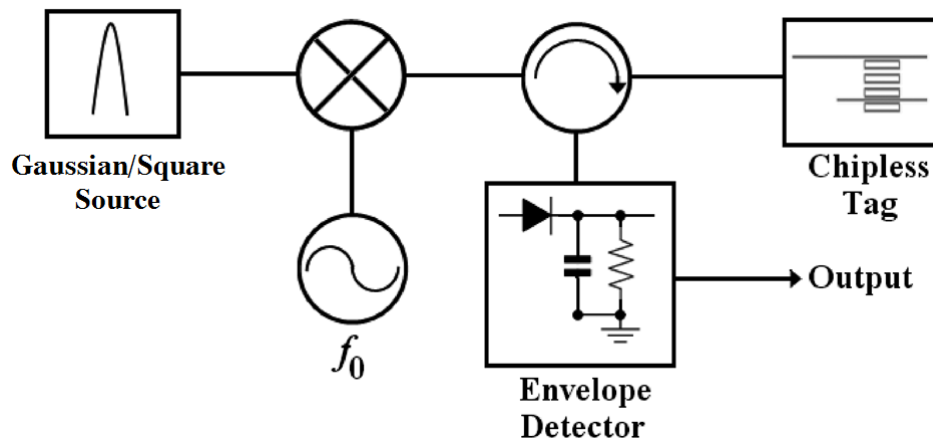 Gaussian/Square
Source
f0
Envelope
Detector
Output
Chipless
Tag